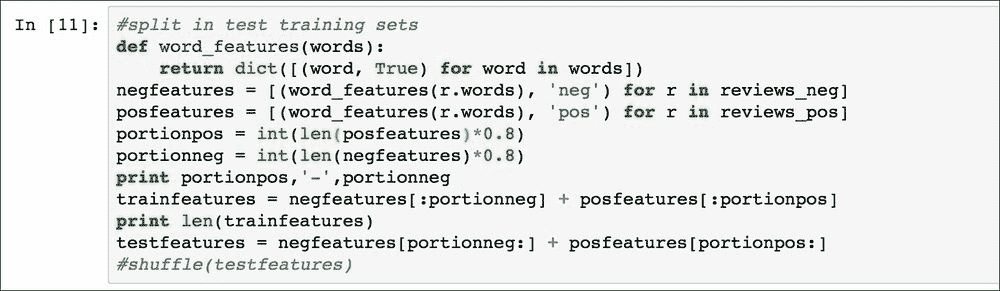 In [11]: #split in test training sets
def word_features(words):
    return dict([(word, True) for word in words])
negfeatures = [(word_features(r.words), 'neg') for r in reviews_neg]
posfeatures = [(word_features(r.words), 'pos') for r in reviews_pos]
portionpos = int(len(posfeatures)*0.8)
portionneg = int(len(negfeatures)*0.8)
print portionpos,'-',portionneg
trainfeatures = negfeatures[:portionneg] + posfeatures[:portionpos]
print len(trainfeatures)
testfeatures = negfeatures[portionneg:] + posfeatures[portionpos:]
#shuffle(testfeatures)